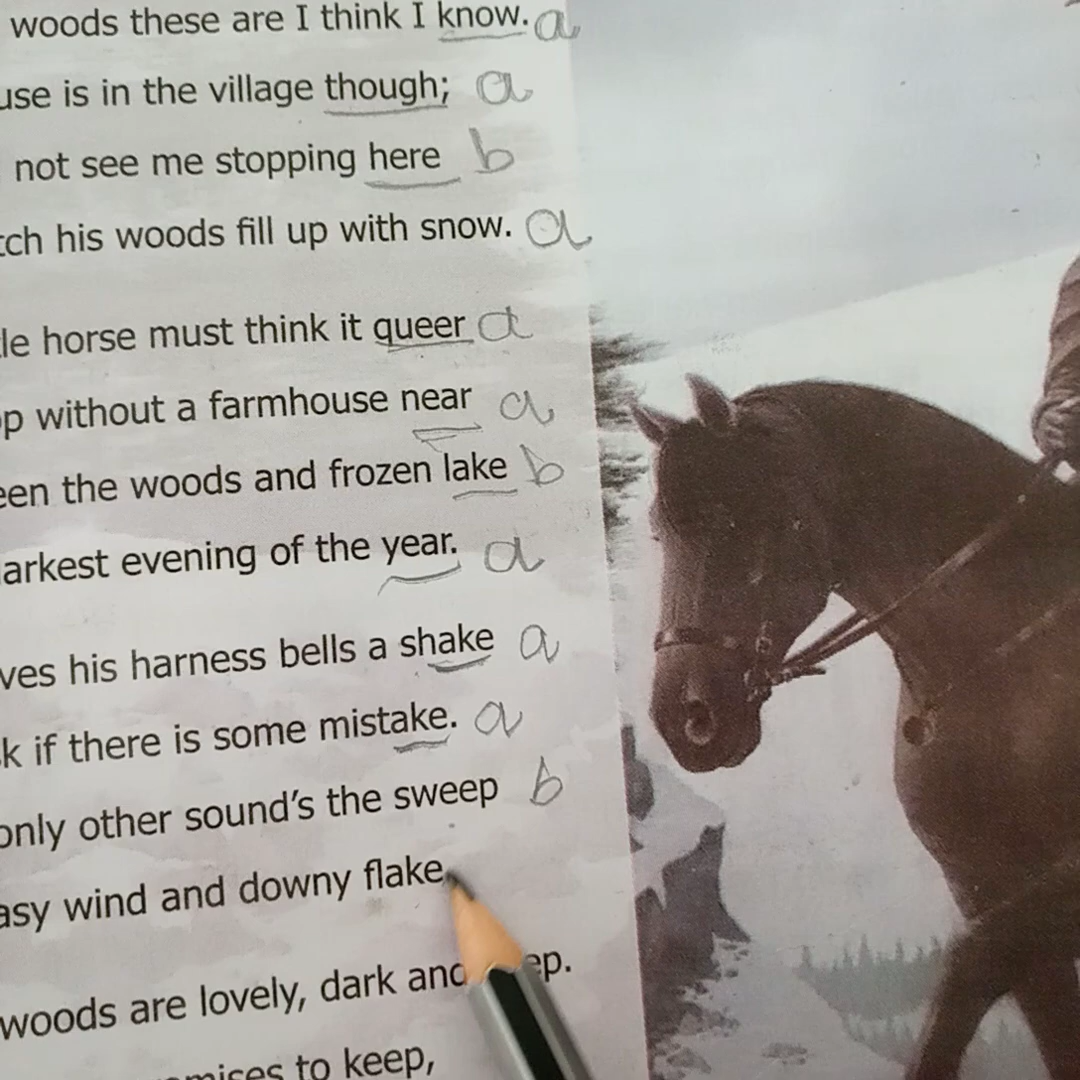 woods these are I think I know. a
use is in the village though; a
not see me stopping here b
tch his woods fill up with snow. a
le horse must think it queer a
p without a farmhouse near a
een the woods and frozen lake b
arkest evening of the year. a
ves his harness bells a shake a
k if there is some mistake. a
only other sound's the sweep b
asy wind and downy flake
woods are lovely, dark and ep.
mises to keep,